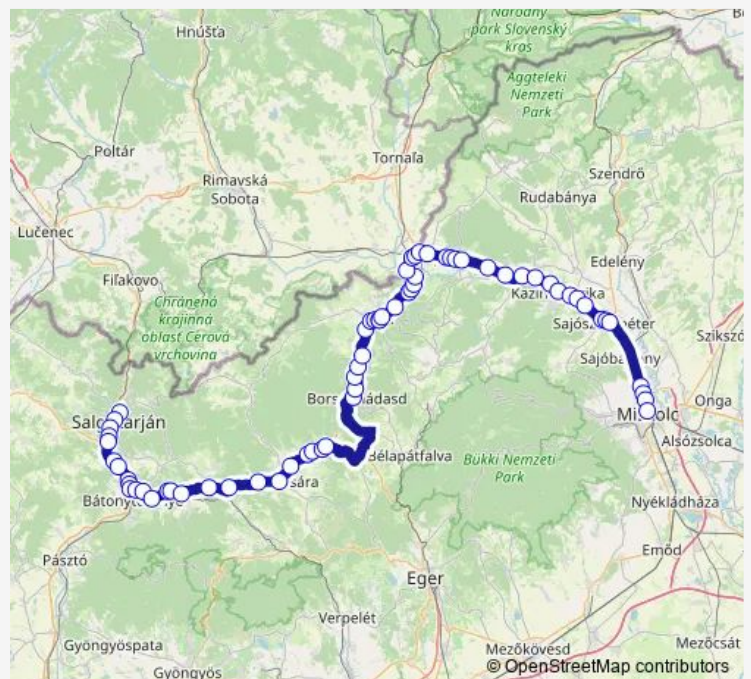 Národný
park Slovenský
kras
Hnúšťa
Aggteleki
Nemzeti
Park
Poltár
Tornaľa
Szendrő
Rimavská
Sobota
Rudabánya
Lučenec
Edelény
Fiľakovo
Chránená
krajinná
oblasť Cerová
vrchovina
Szikszó
Onga
Alsózsolca
Bélapátfalva
Bükki Nemzeti
Park
Nyékládháza
Pásztó
Emőd
Eger
Verpelét
Gyöngyöspata
Mezőkövesd
Mezőcsát
Gyöngyös
© OpenStreetMap contributors